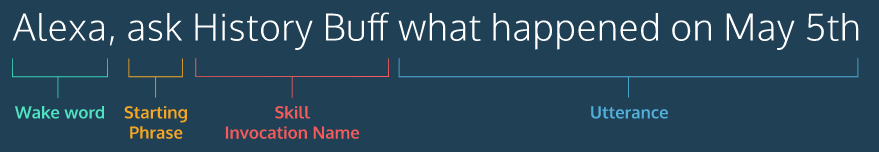 Alexa, ask History Buff what happened on May 5th
Wake word Starting Skill Utterance
Phrase Invocation Name